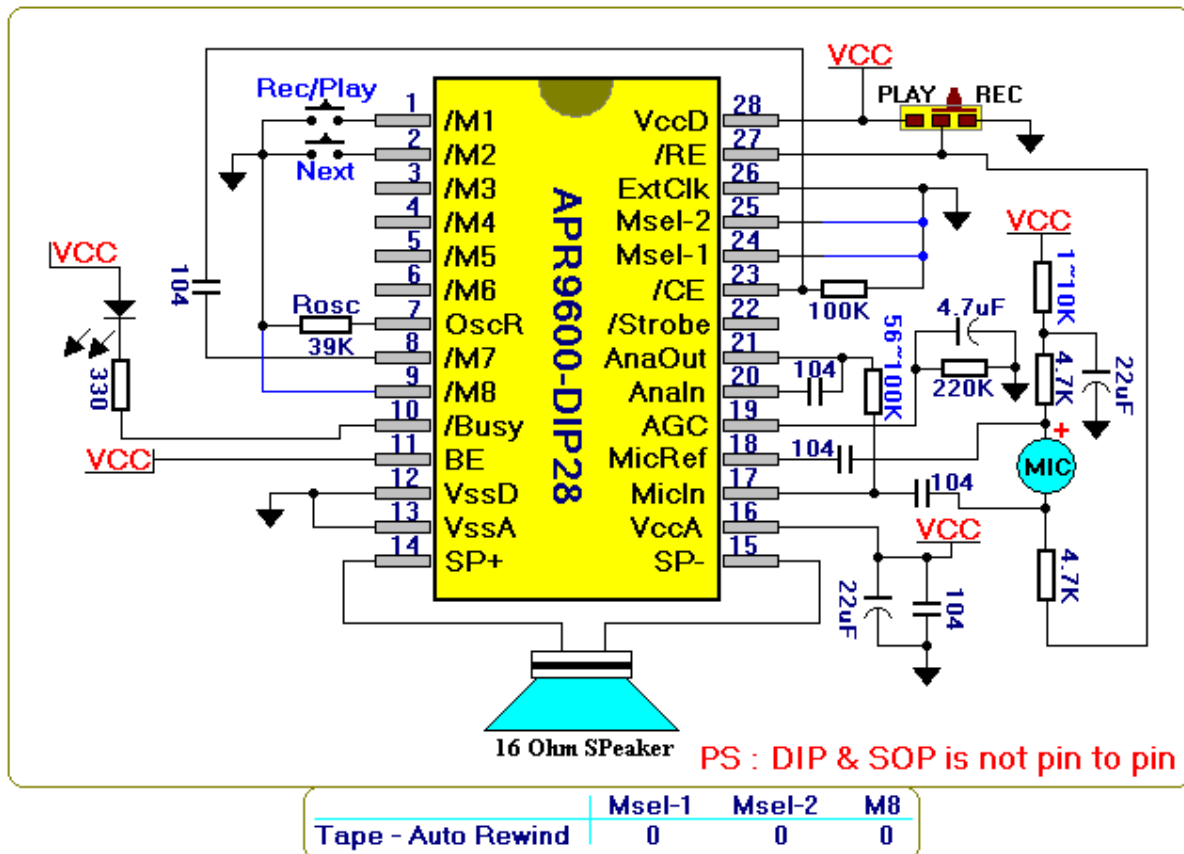 VCC
PLAY REC
Rec/Play
Next
VCC
104
330
Rosc
39K
VCC
1 /M1
2 /M2
3 /M3
4 /M4
5 /M5
6 /M6
7 OscR
8 /M7
9 /M8
10 /Busy
11 BE
12 VssD
13 VssA
14 SP+
APR9600-DIP28
VccD 28
/RE 27
ExtClk 26
Msel-2 25
Msel-1 24
/CE 23
/Strobe 22
AnaOut 21
AnaIn 20
AGC 19
MicRef 18
MicIn 17
VccA 16
SP- 15
100K
56~100K
104
4.7uF
220K
VCC
1~10K
4.7K
22uF
+
MIC
104
104
4.7K
VCC
22uF
104
16 Ohm SPeaker
PS : DIP & SOP is not pin to pin
Msel-1 Msel-2 M8
Tape - Auto Rewind 0 0 0